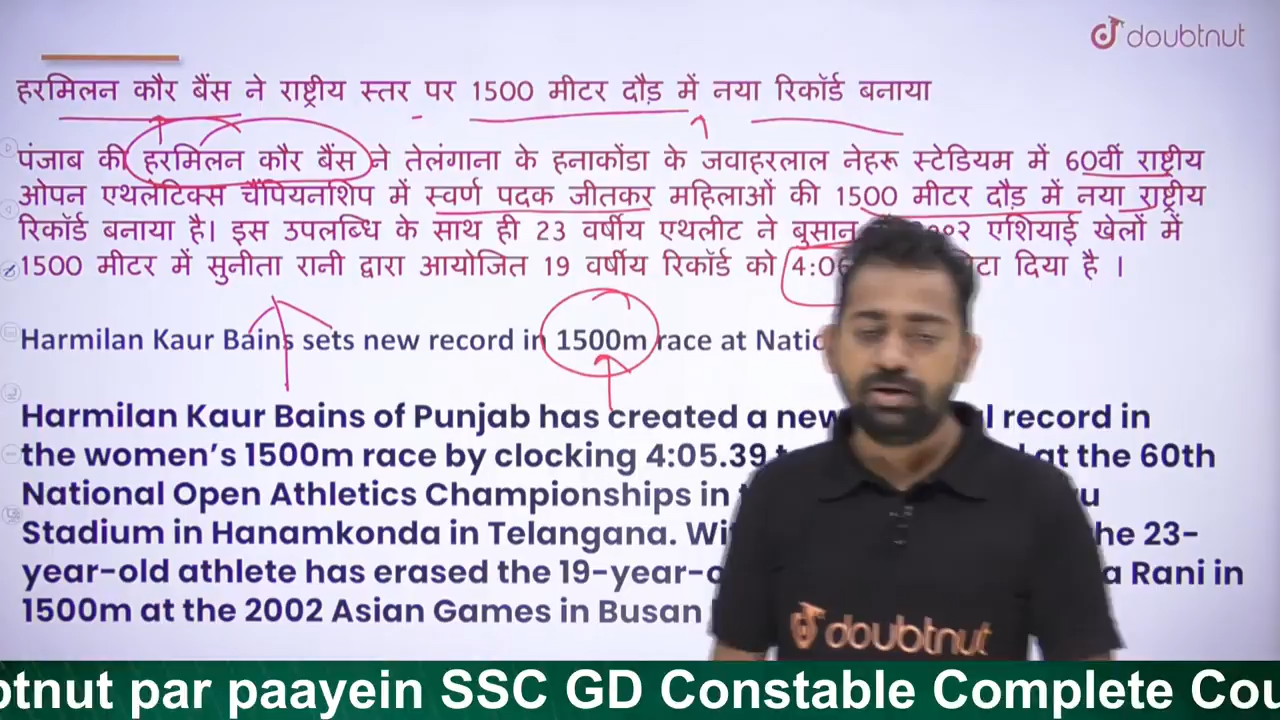 doubtnut
हरमिलन कौर बैंस ने राष्ट्रीय स्तर पर 1500 मीटर दौड़ में नया रिकॉर्ड बनाया
पंजाब की हरमिलन कौर बैंस ने तेलंगाना के हनाकोंडा के जवाहरलाल नेहरू स्टेडियम में 60वीं राष्ट्रीय
ओपन एथलेटिक्स चैंपियनशिप में स्वर्ण पदक जीतकर महिलाओं की 1500 मीटर दौड़ में नया राष्ट्रीय
रिकॉर्ड बनाया है। इस उपलब्धि के साथ ही 23 वर्षीय एथलीट ने बुसान एशियाई खेलों में
1500 मीटर में सुनीता रानी द्वारा आयोजित 19 वर्षीय रिकॉर्ड को दिया है ।
Harmilan Kaur Bains sets new record in 1500m race at
Harmilan Kaur Bains of Punjab has created a new record in
the women's 1500m race by clocking 4:05.39 at the 60th
National Open Athletics Championships in
Stadium in Hanamkonda in Telangana. 23-
year-old athlete has erased the Rani in
1500m at the 2002 Asian Games in Busan
doubtnut
par paayein SSC GD Constable Complete